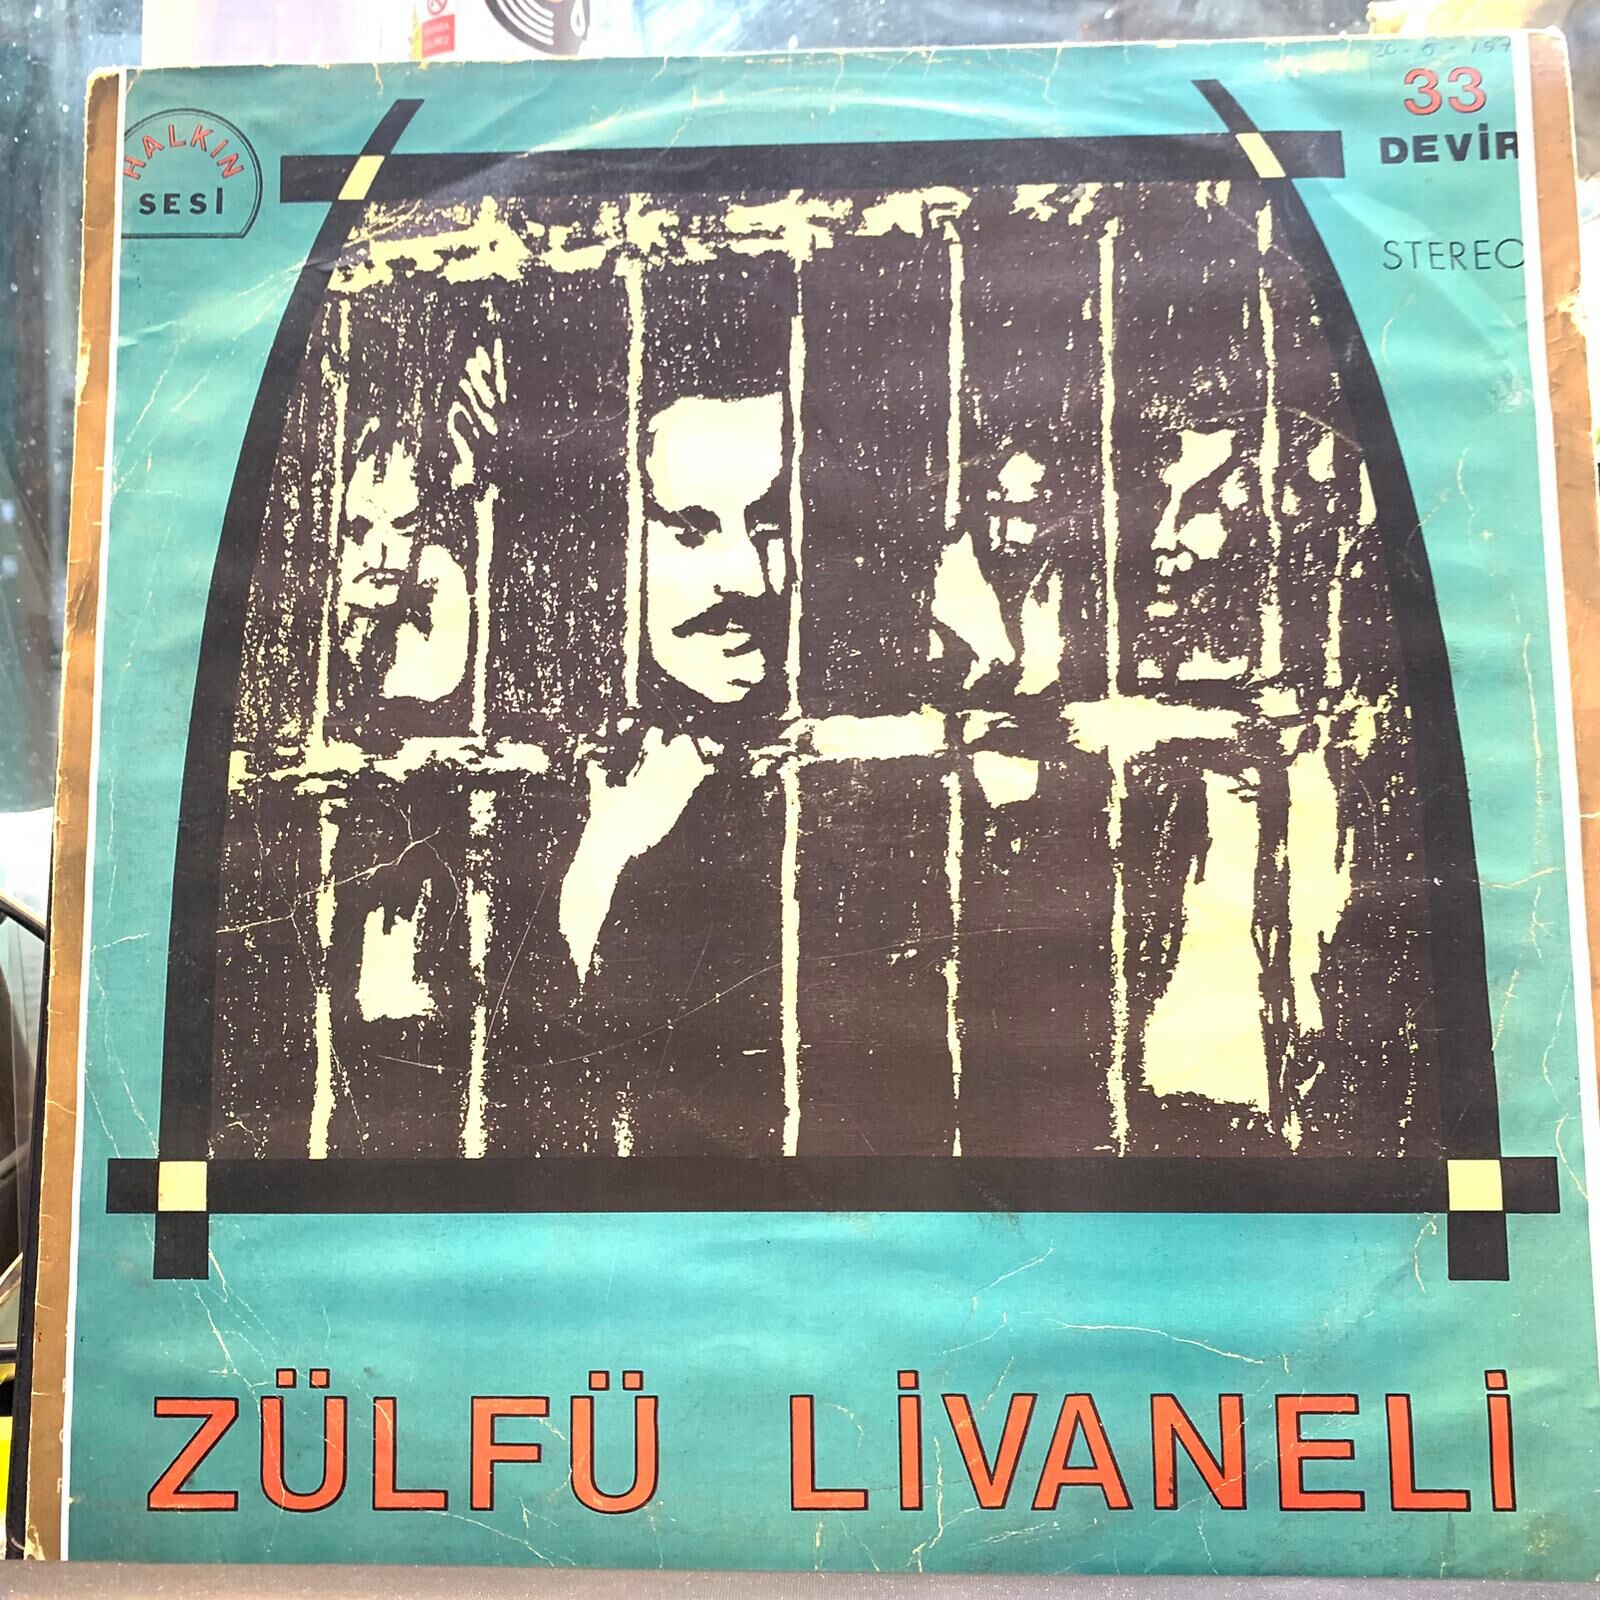 HALKIN
SESİ
33
DEVİR
STEREO
ZÜLFÜ LİVANELİ